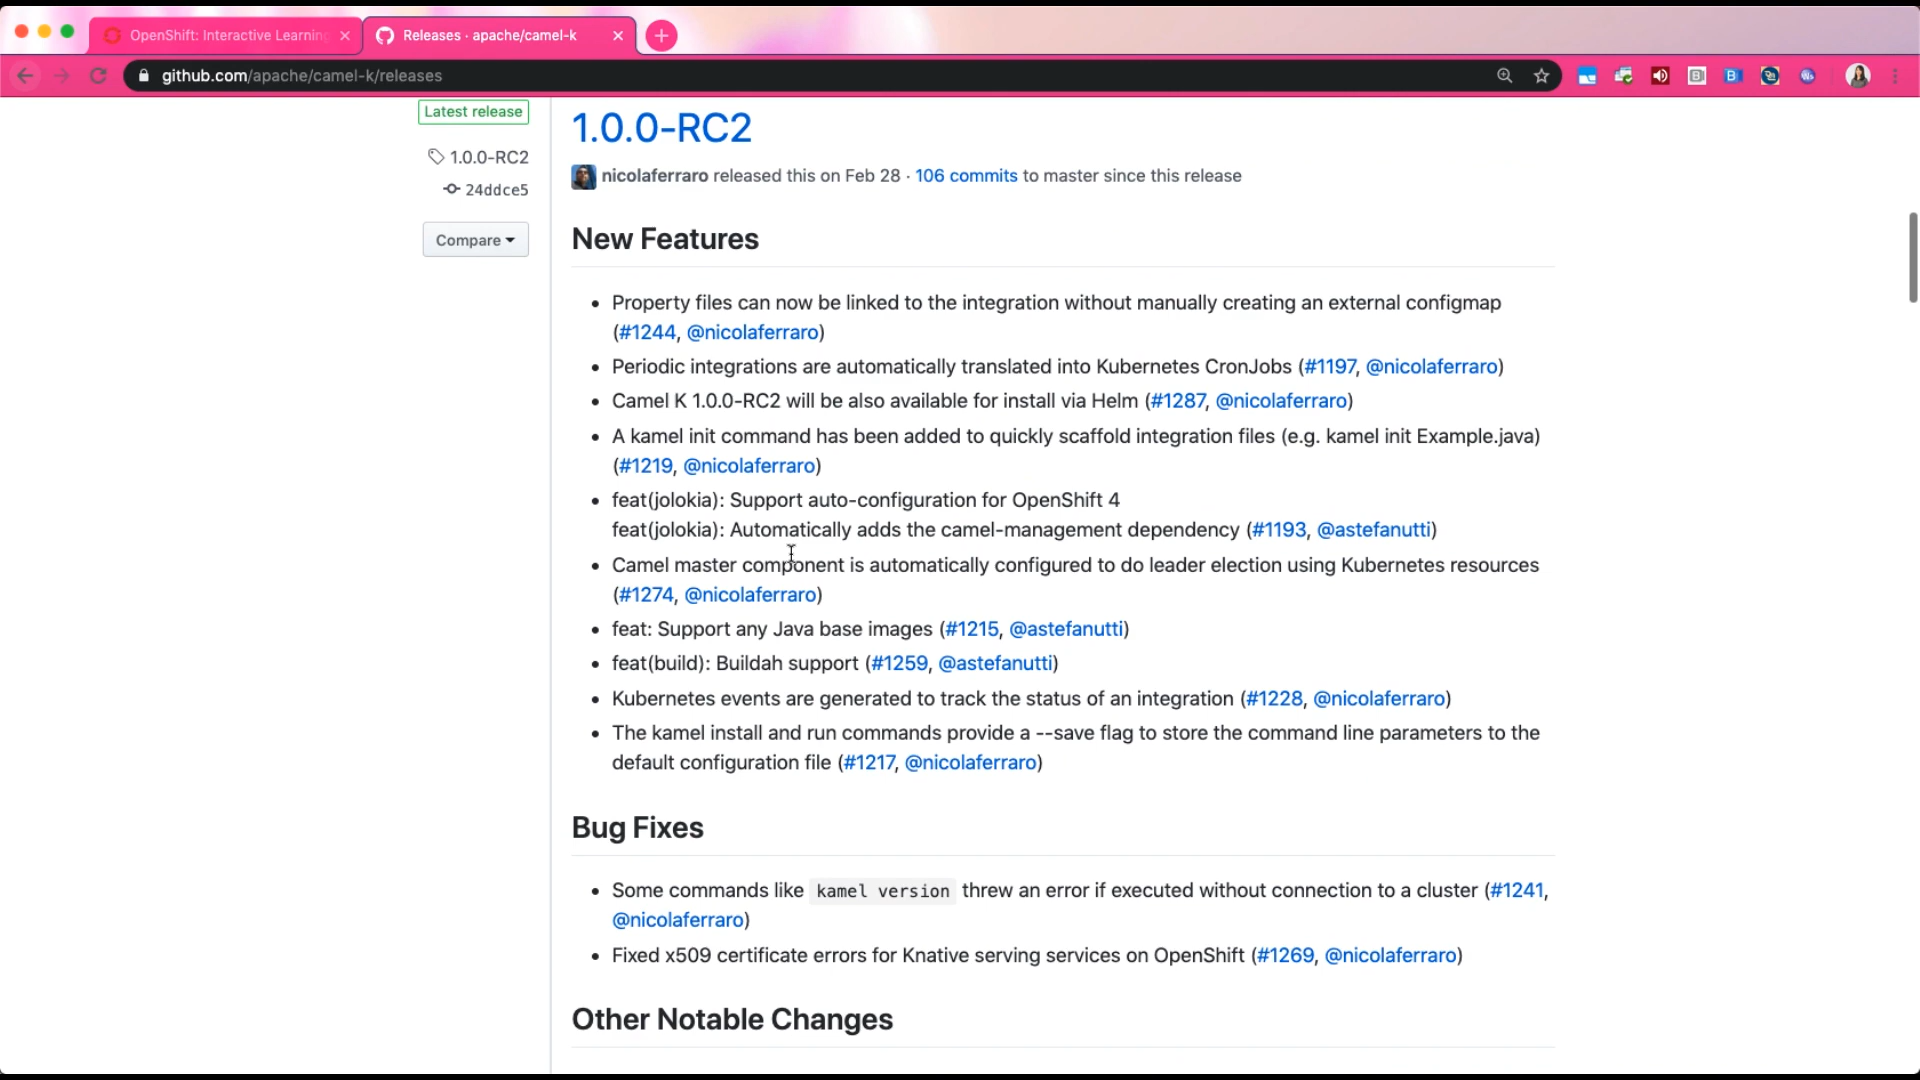 OpenShift: Interactive Learning
Releases · apache/camel-k
github.com/apache/camel-k/releases
Latest release
1.0.0-RC2
24ddce5
Compare
1.0.0-RC2
nicolaferraro released this on Feb 28 · 106 commits to master since this release
New Features
• Property files can now be linked to the integration without manually creating an external configmap
(#1244, @nicolaferraro)
• Periodic integrations are automatically translated into Kubernetes CronJobs (#1197, @nicolaferraro)
• Camel K 1.0.0-RC2 will be also available for install via Helm (#1287, @nicolaferraro)
• A kamel init command has been added to quickly scaffold integration files (e.g. kamel init Example.java)
(#1219, @nicolaferraro)
• feat(jolokia): Support auto-configuration for OpenShift 4
feat(jolokia): Automatically adds the camel-management dependency (#1193, @astefanutti)
• Camel master component is automatically configured to do leader election using Kubernetes resources
(#1274, @nicolaferraro)
• feat: Support any Java base images (#1215, @astefanutti)
• feat(build): Buildah support (#1259, @astefanutti)
• Kubernetes events are generated to track the status of an integration (#1228, @nicolaferraro)
• The kamel install and run commands provide a --save flag to store the command line parameters to the
default configuration file (#1217, @nicolaferraro)
Bug Fixes
• Some commands like kamel version threw an error if executed without connection to a cluster (#1241,
@nicolaferraro)
• Fixed x509 certificate errors for Knative serving services on OpenShift (#1269, @nicolaferraro)
Other Notable Changes